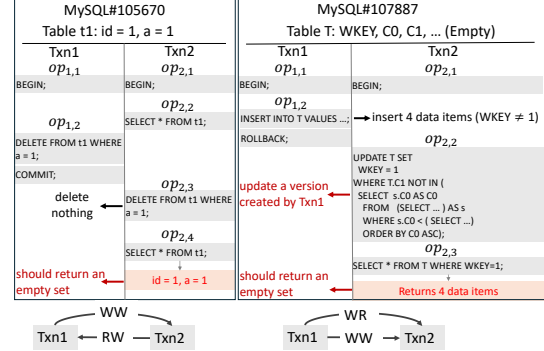 MySQL#105670
Table t1: id = 1, a = 1
Txn1
Txn2
op1,1
op2,1
BEGIN;
BEGIN;
op2,2
op1,2
SELECT * FROM t1;
DELETE FROM t1 WHERE
a = 1;
COMMIT;
op2,3
delete
nothing
DELETE FROM t1 WHERE
a = 1;
op2,4
SELECT * FROM t1;
should return an
empty set
id = 1, a = 1
WW
Txn1
RW
Txn2
MySQL#107887
Table T: WKEY, C0, C1, ... (Empty)
Txn1
Txn2
op1,1
op2,1
BEGIN;
BEGIN;
op1,2
INSERT INTO T VALUES ...;
insert 4 data items (WKEY ≠ 1)
ROLLBACK;
op2,2
UPDATE T SET
WKEY = 1
WHERE T.C1 NOT IN (
SELECT s.C0 AS C0
FROM (SELECT ... ) AS s
WHERE s.C0 < ( SELECT ...)
ORDER BY C0 ASC);
update a version
created by Txn1
op2,3
SELECT * FROM T WHERE WKEY=1;
should return an
empty set
Returns 4 data items
WR
Txn1
WW
Txn2